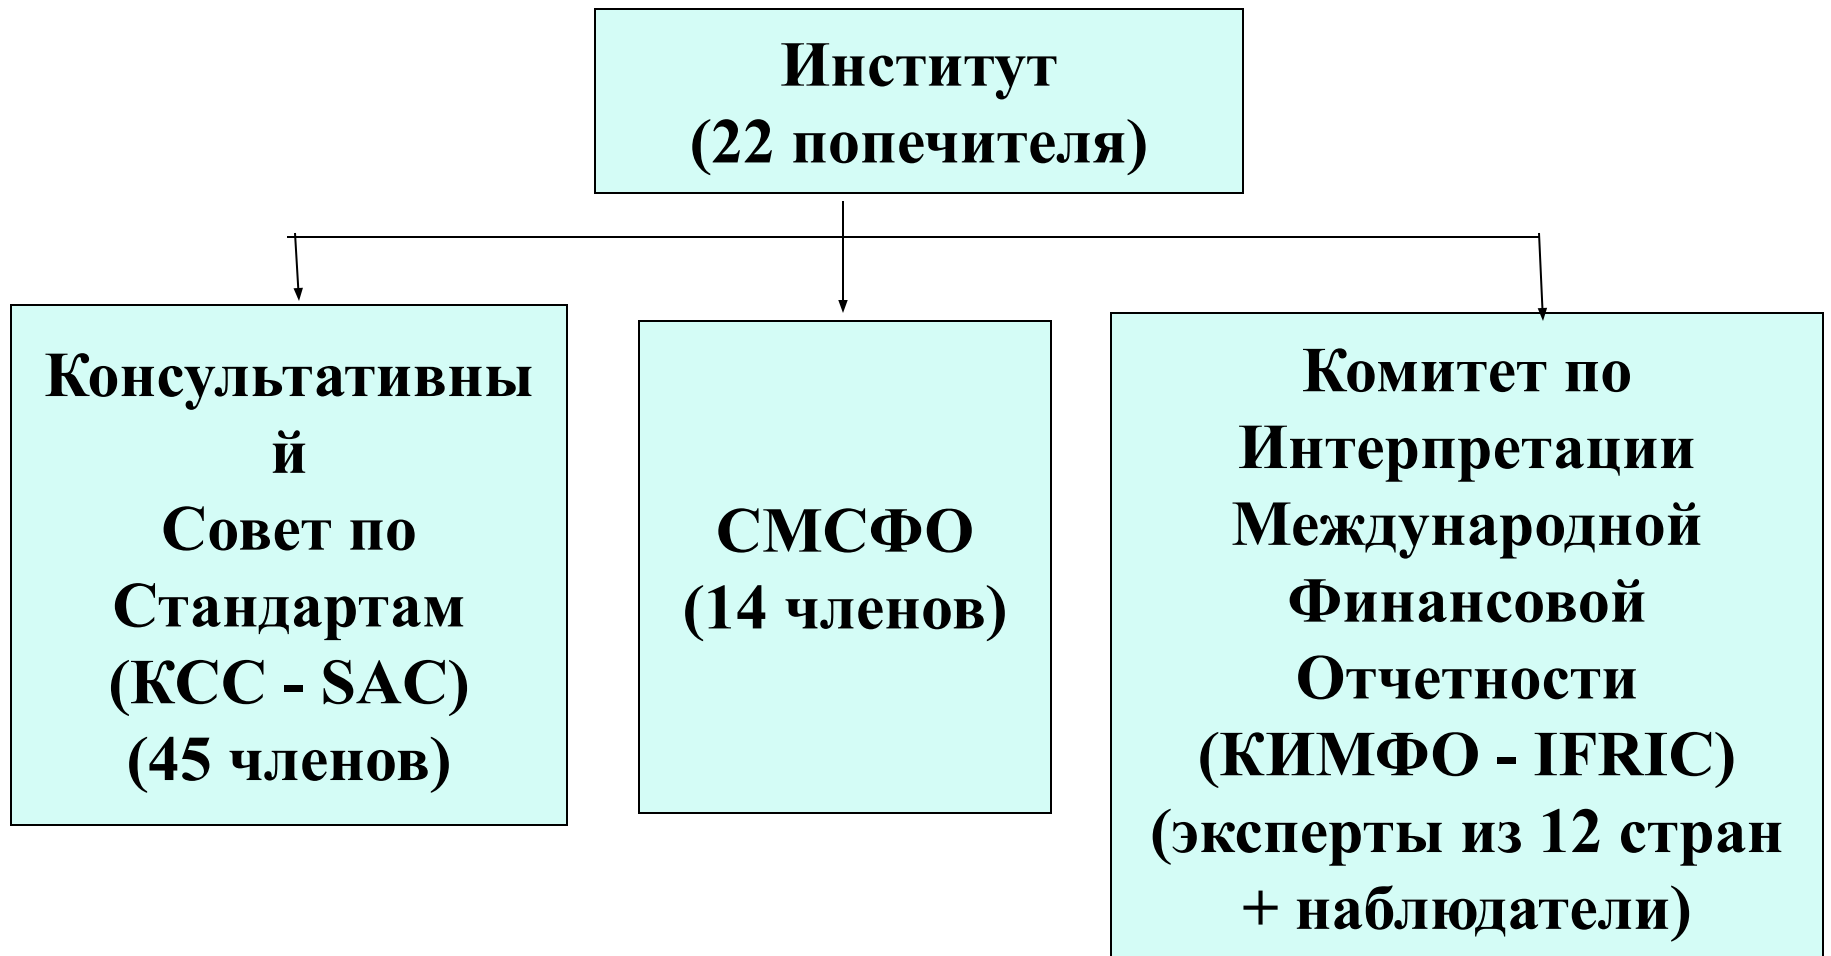 Институт
(22 попечителя)
Консультативны
й
Совет по
Стандартам
(КСС - SAC)
(45 членов)
СМСФО
(14 членов)
Комитет по
Интерпретации
Международной
Финансовой
Отчетности
(КИМФО - IFRIC)
(эксперты из 12 стран
+ наблюдатели)